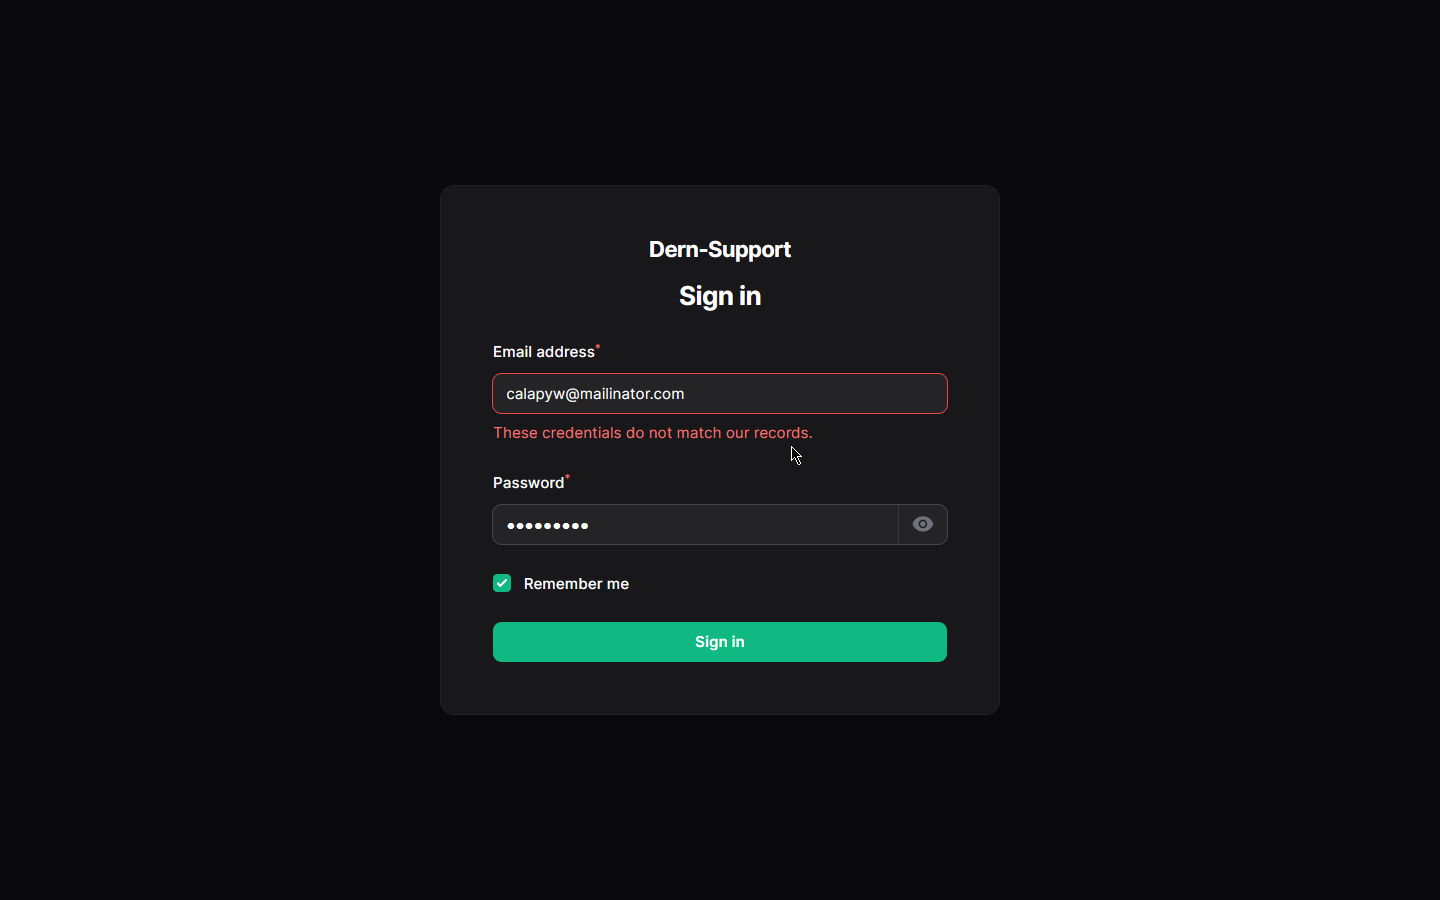 Dern-Support
Sign in
Email address*
calapyw@mailinator.com
These credentials do not match our records.
Password*
•••••••••
Remember me
Sign in